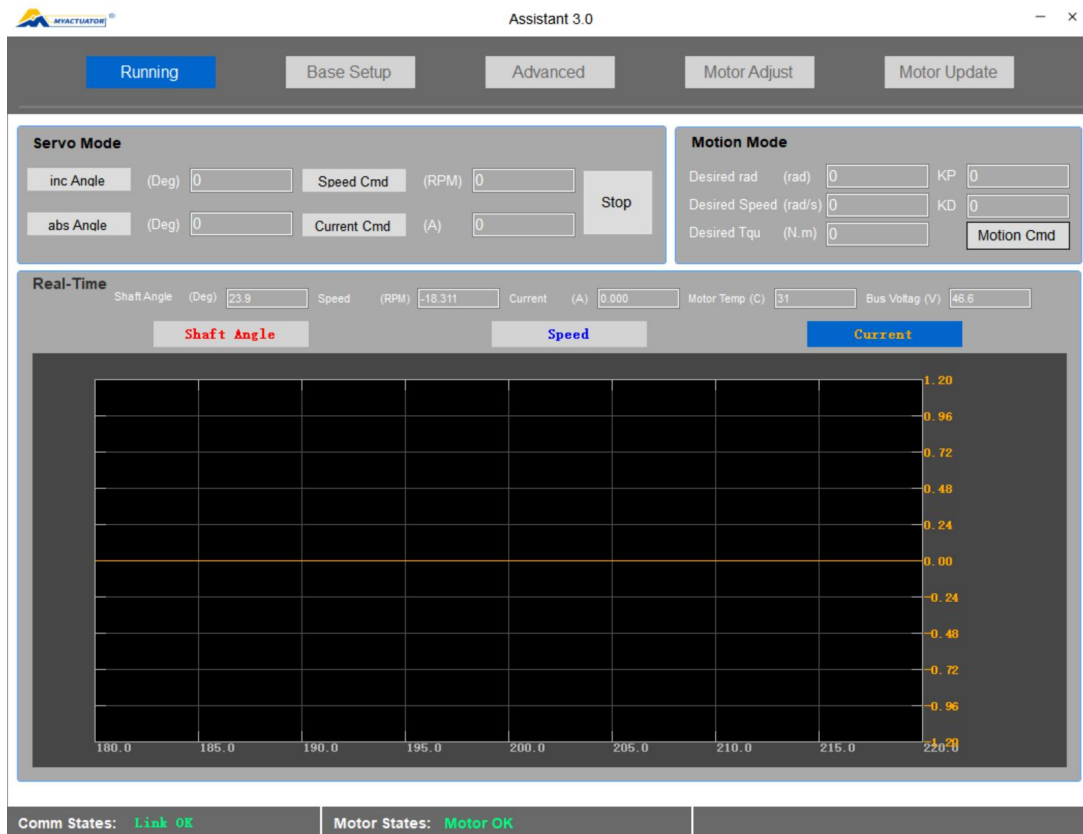 MYACTUATOR ®
Assistant 3.0
Running Base Setup Advanced Motor Adjust Motor Update
Servo Mode
inc Angle (Deg) 0 Speed Cmd (RPM) 0
abs Angle (Deg) 0 Current Cmd (A) 0
Stop
Motion Mode
Desired rad (rad) 0 KP 0
Desired Speed (rad/s) 0 KD 0
Desired Tqu (N.m) 0 Motion Cmd
Real-Time
Shaft Angle (Deg) 23.9 Speed (RPM) -18.311 Current (A) 0.000 Motor Temp (C) 31 Bus Voltag (V) 46.6
Shaft Angle Speed Current
1.20
0.96
0.72
0.48
0.24
0.00
-0.24
-0.48
-0.72
-0.96
-1.20
180.0 185.0 190.0 195.0 200.0 205.0 210.0 215.0 220.0
Comm States: Link OK Motor States: Motor OK